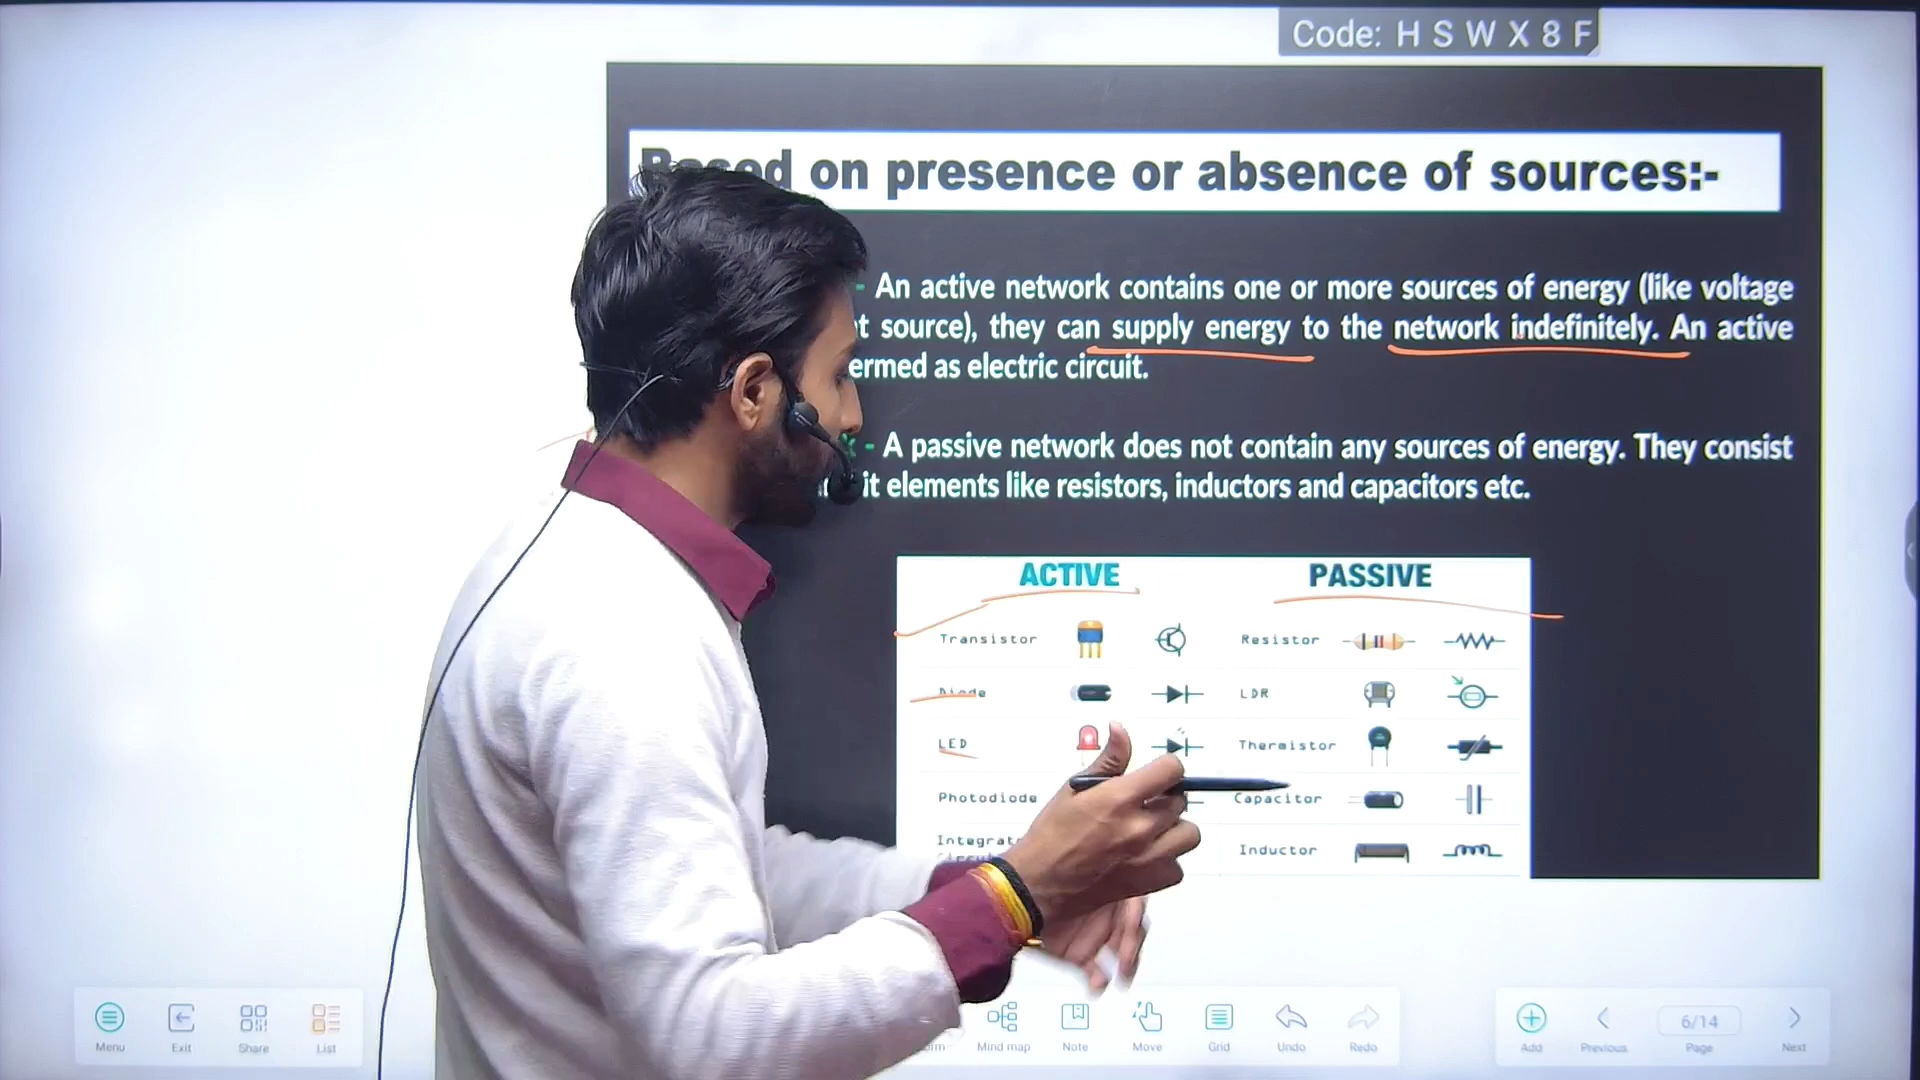 Code: H S W X 8 F
Based on presence or absence of sources:-
- An active network contains one or more sources of energy (like voltage
source), they can supply energy to the network indefinitely. An active
ermed as electric circuit.
- A passive network does not contain any sources of energy. They consist
it elements like resistors, inductors and capacitors etc.
ACTIVE PASSIVE
Transistor Resistor
Diode LDR
LED Thermistor
Photodiode Capacitor
Inductor
Menu Exit Share List Mind map Note Move Grid Undo Redo Add Previous Page Next
6/14